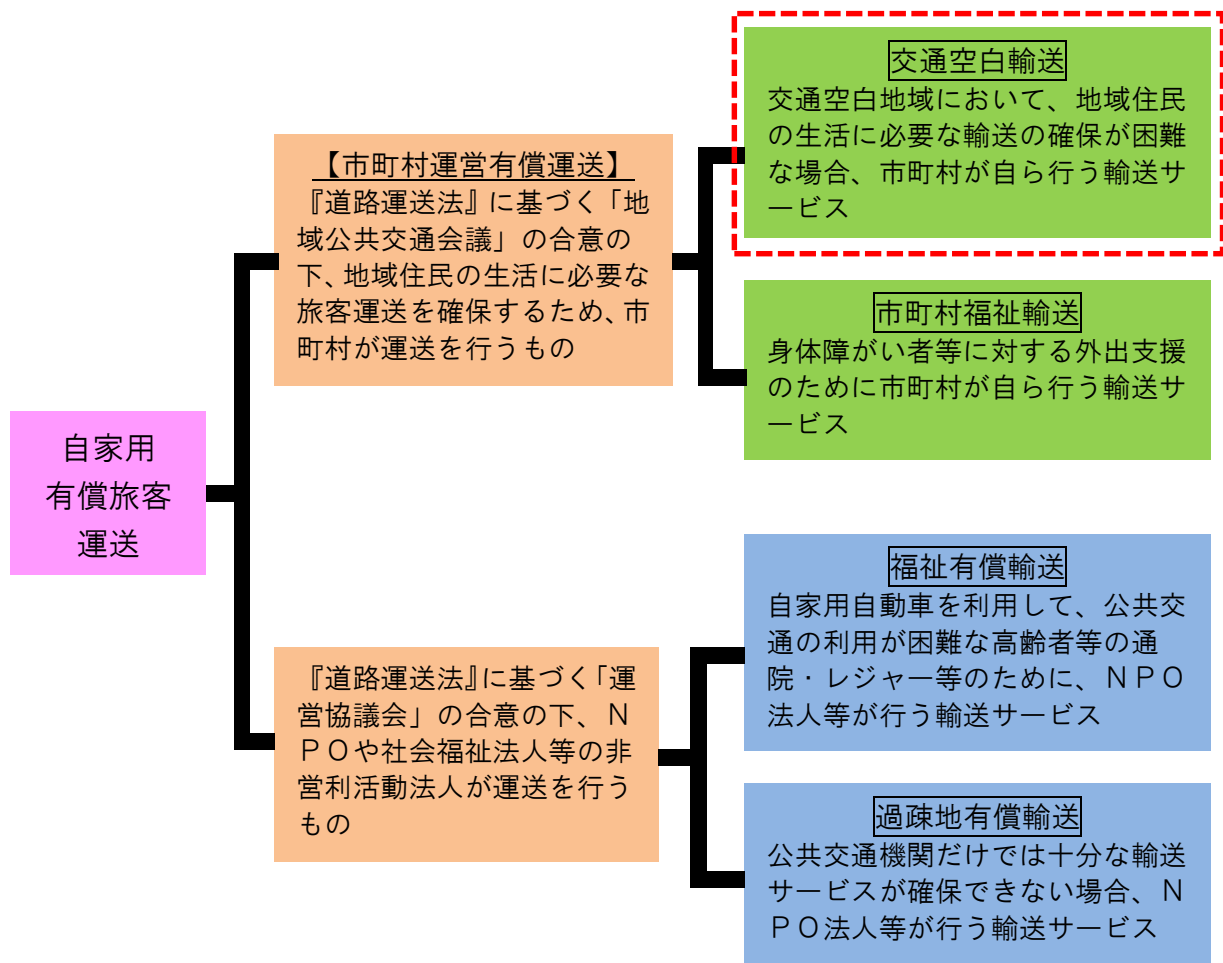 自家用
有償旅客
運送
【市町村運営有償運送】
『道路運送法』に基づく「地
域公共交通会議」の合意の
下、地域住民の生活に必要な
旅客運送を確保するため、市
町村が運送を行うもの
交通空白輸送
交通空白地域において、地域住民
の生活に必要な輸送の確保が困難
な場合、市町村が自ら行う輸送サ
ービス
市町村福祉輸送
身体障がい者等に対する外出支援
のために市町村が自ら行う輸送サ
ービス
『道路運送法』に基づく「運
営協議会」の合意の下、Ｎ
ＰＯや社会福祉法人等の非
営利活動法人が運送を行う
もの
福祉有償輸送
自家用自動車を利用して、公共交
通の利用が困難な高齢者等の通
院・レジャー等のために、ＮＰＯ
法人等が行う輸送サービス
過疎地有償輸送
公共交通機関だけでは十分な輸送
サービスが確保できない場合、Ｎ
ＰＯ法人等が行う輸送サービス